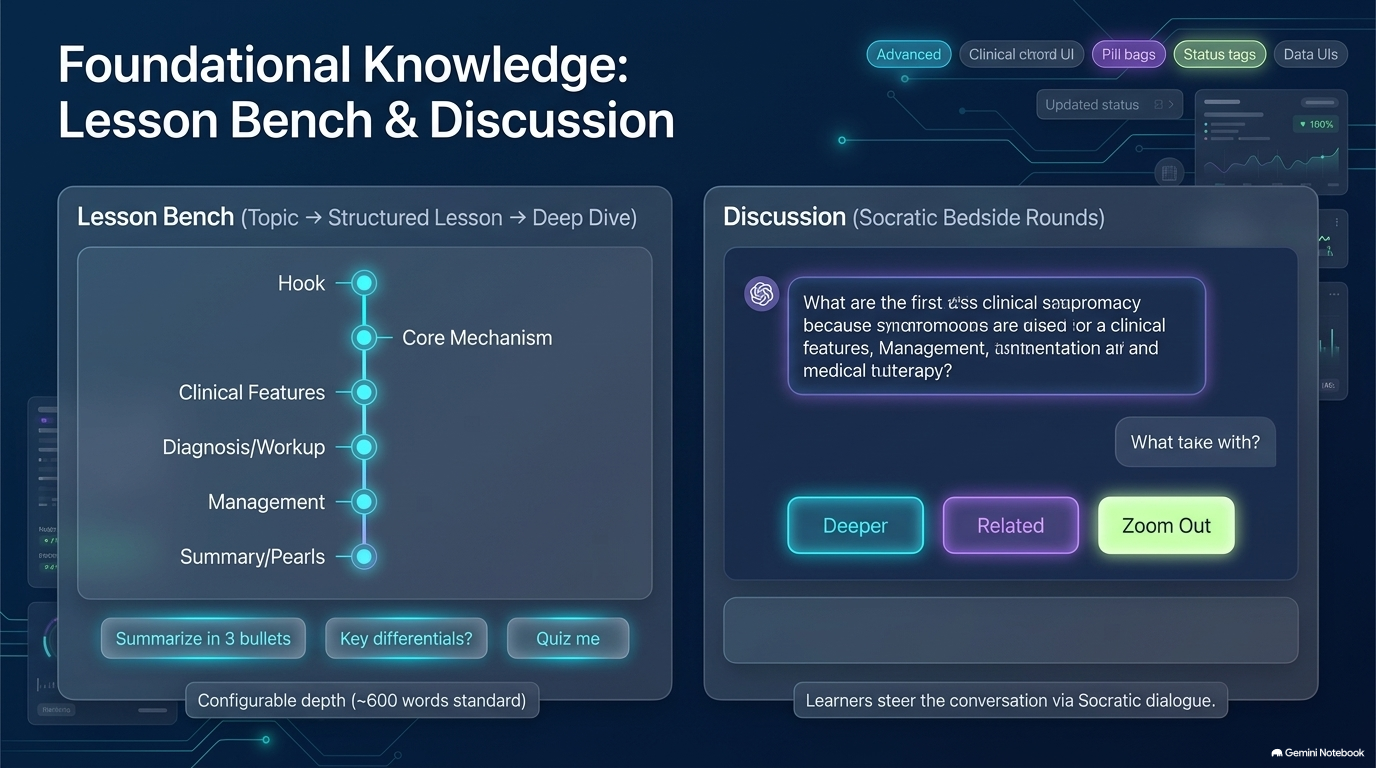 Foundational Knowledge:
Lesson Bench & Discussion
Advanced
Clinical chord UI
Pill bags
Status tags
Data UIs
Updated status
160%
Lesson Bench (Topic → Structured Lesson → Deep Dive)
Hook
Core Mechanism
Clinical Features
Diagnosis/Workup
Management
Summary/Pearls
Summarize in 3 bullets
Key differentials?
Quiz me
Configurable depth (~600 words standard)
Discussion (Socratic Bedside Rounds)
What are the first clinical
because are a clinical
features, Management, and
medical
What take with?
Deeper
Related
Zoom Out
Learners steer the conversation via Socratic dialogue.
Gemini Notebook